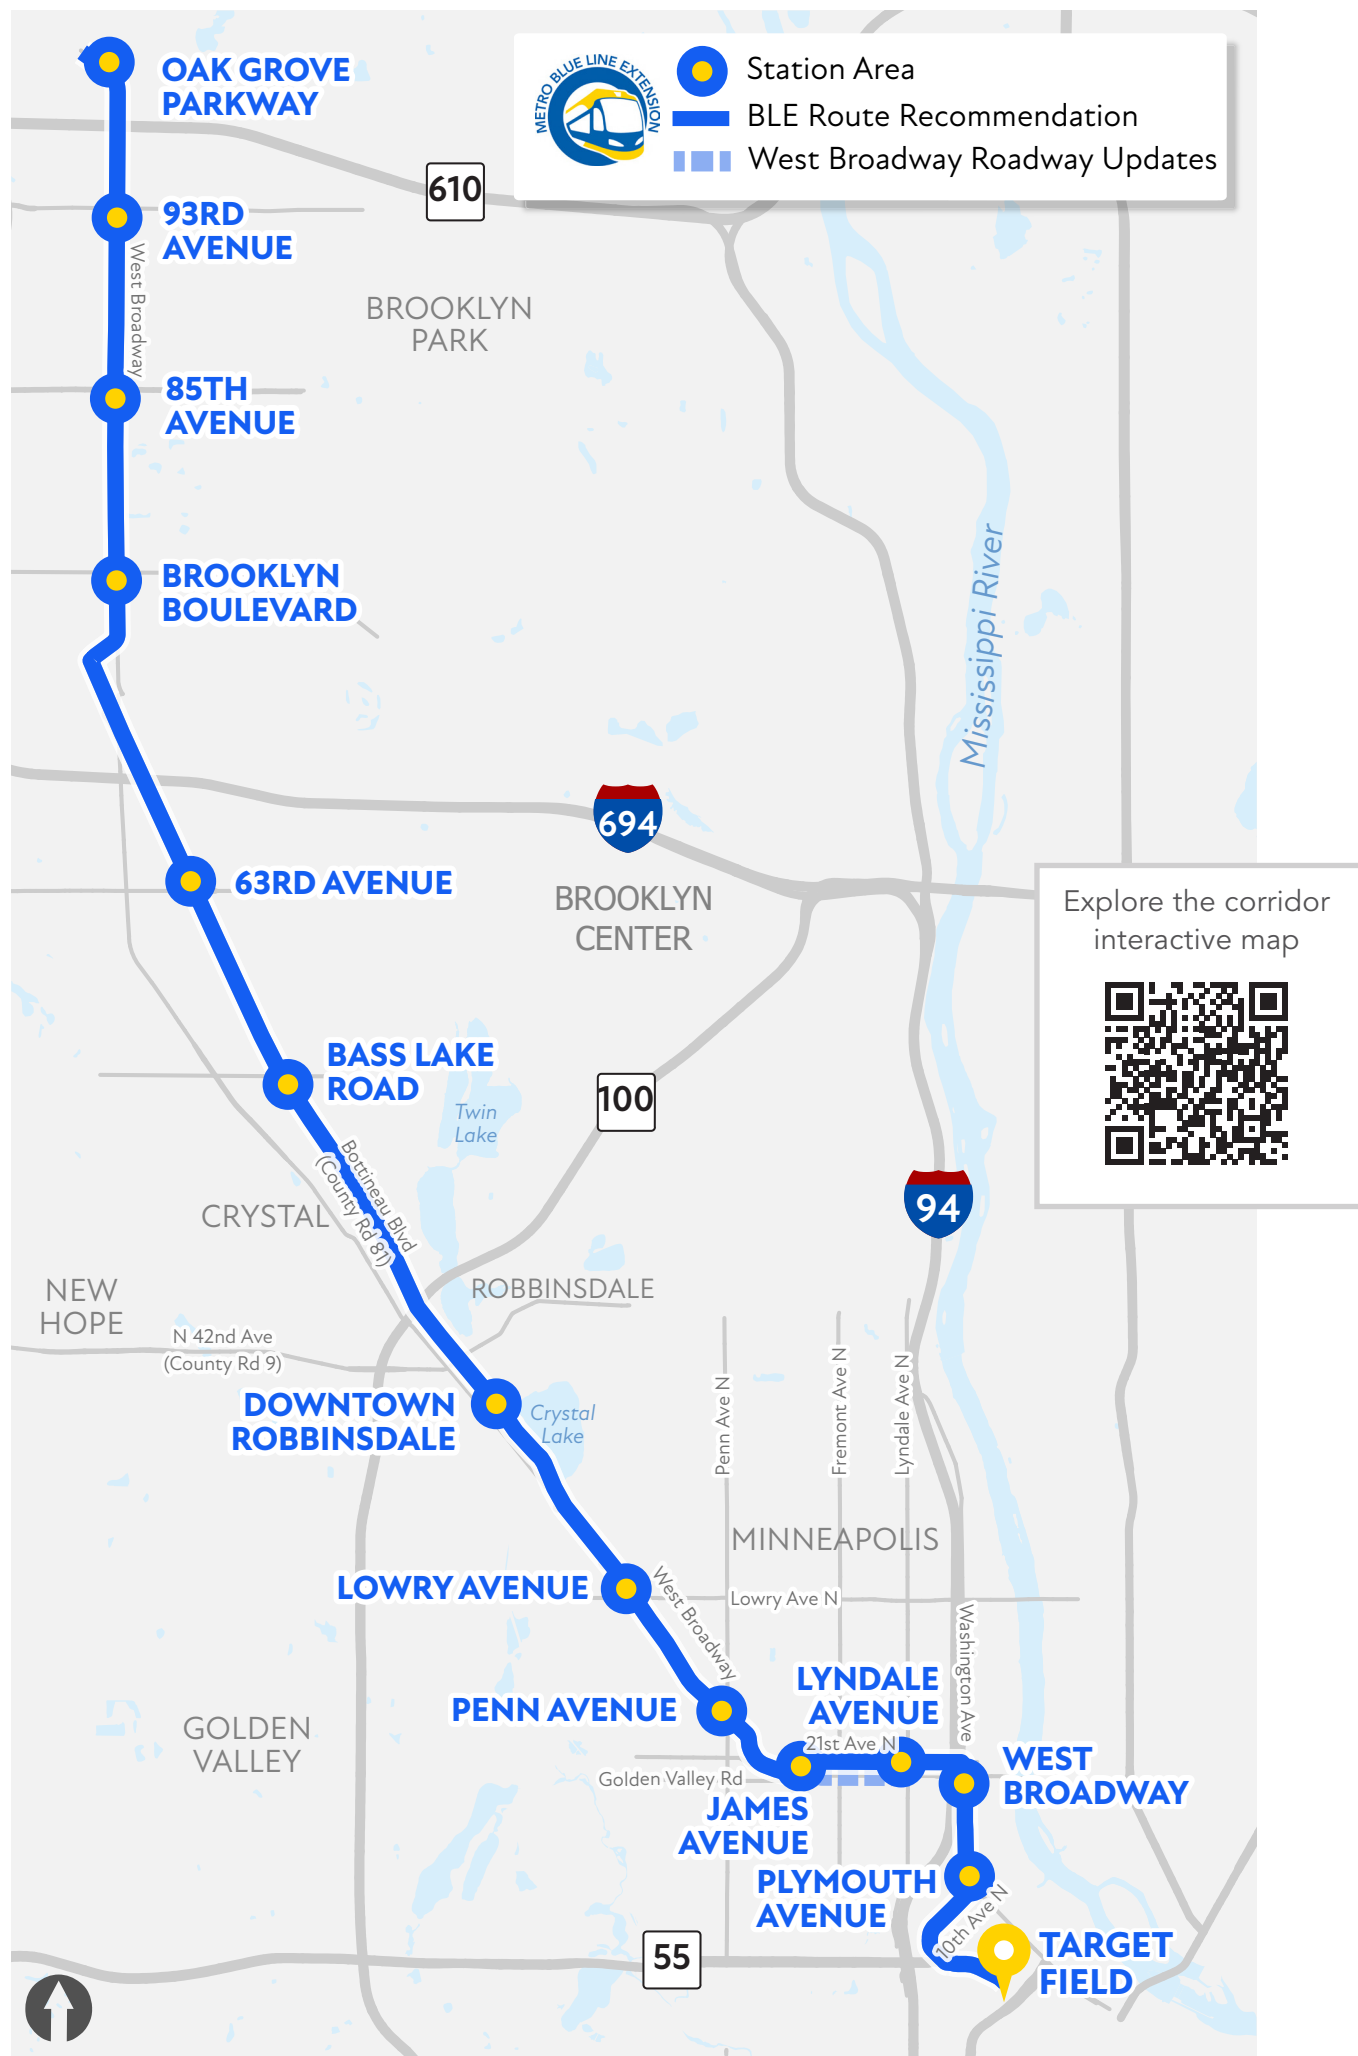 OAK GROVE
PARKWAY
METRO BLUE LINE EXTENSION
Station Area
BLE Route Recommendation
West Broadway Roadway Updates
610
93RD
AVENUE
West Broadway
BROOKLYN
PARK
85TH
AVENUE
BROOKLYN
BOULEVARD
Mississippi River
694
63RD AVENUE
BROOKLYN
CENTER
Explore the corridor
interactive map
BASS LAKE
ROAD
100
Twin
Lake
Bottineau Blvd
(County Rd 81)
94
CRYSTAL
NEW
HOPE
ROBBINSDALE
N 42nd Ave
(County Rd 9)
DOWNTOWN
ROBBINSDALE
Crystal
Lake
Penn Ave N
Fremont Ave N
Lyndale Ave N
MINNEAPOLIS
LOWRY AVENUE
West Broadway
Lowry Ave N
Washington Ave
LYNDALE
AVENUE
PENN AVENUE
GOLDEN
VALLEY
21st Ave N
Golden Valley Rd
WEST
BROADWAY
JAMES
AVENUE
PLYMOUTH
AVENUE
10th Ave N
55
TARGET
FIELD